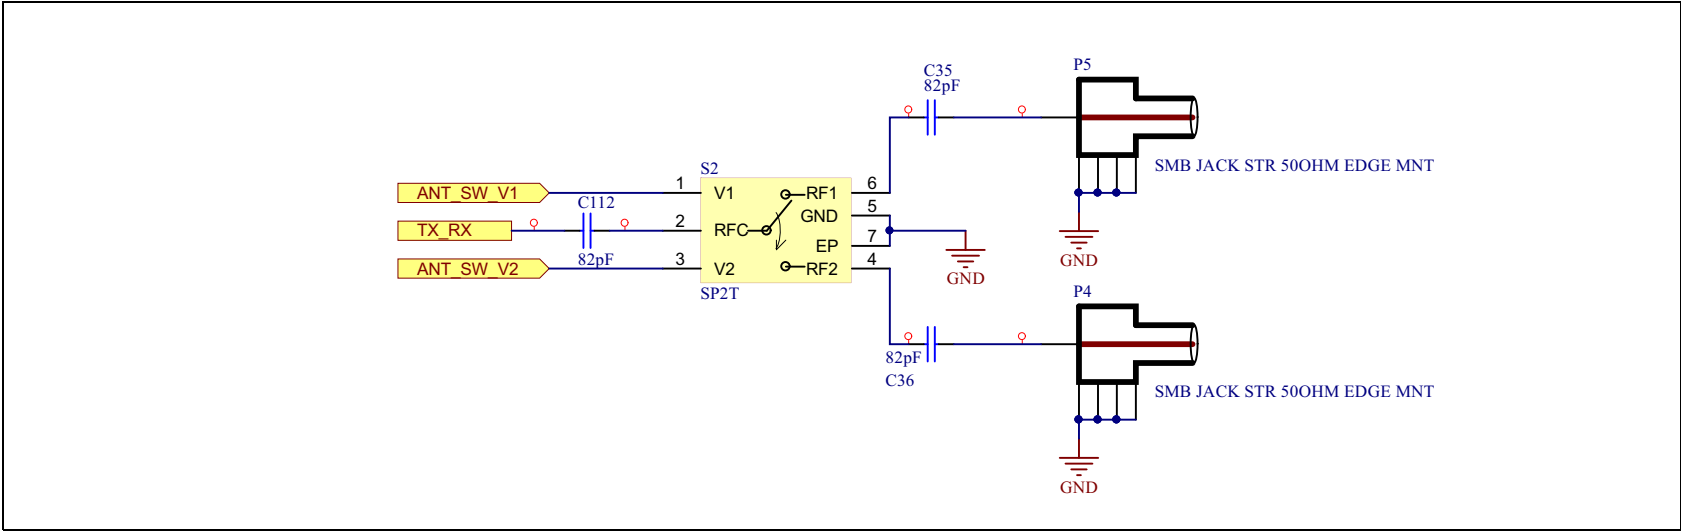 C35
82pF
P5
SMB JACK STR 50OHM EDGE MNT
GND
S2
ANT_SW_V1
1
V1
RF1
6
C112
GND
5
TX_RX
2
RFC
EP
7
82pF
GND
ANT_SW_V2
3
V2
RF2
4
SP2T
P4
82pF
C36
SMB JACK STR 50OHM EDGE MNT
GND